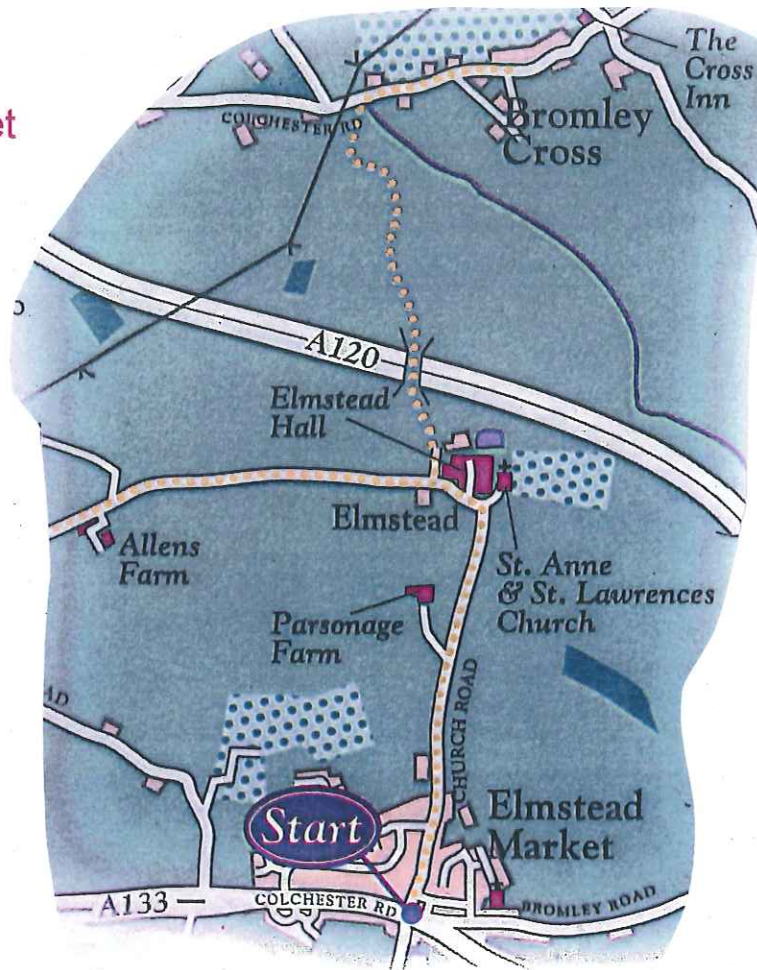 et
The
Cross
Inn
COLCHESTER RD
Bromley
Cross
A120
Elmstead
Hall
Elmstead
Allens
Farm
St. Anne
& St. Lawrences
Church
Parsonage
Farm
AD
CHURCH ROAD
Elmstead
Market
Start
A133
COLCHESTER RD
BROMLEY ROAD